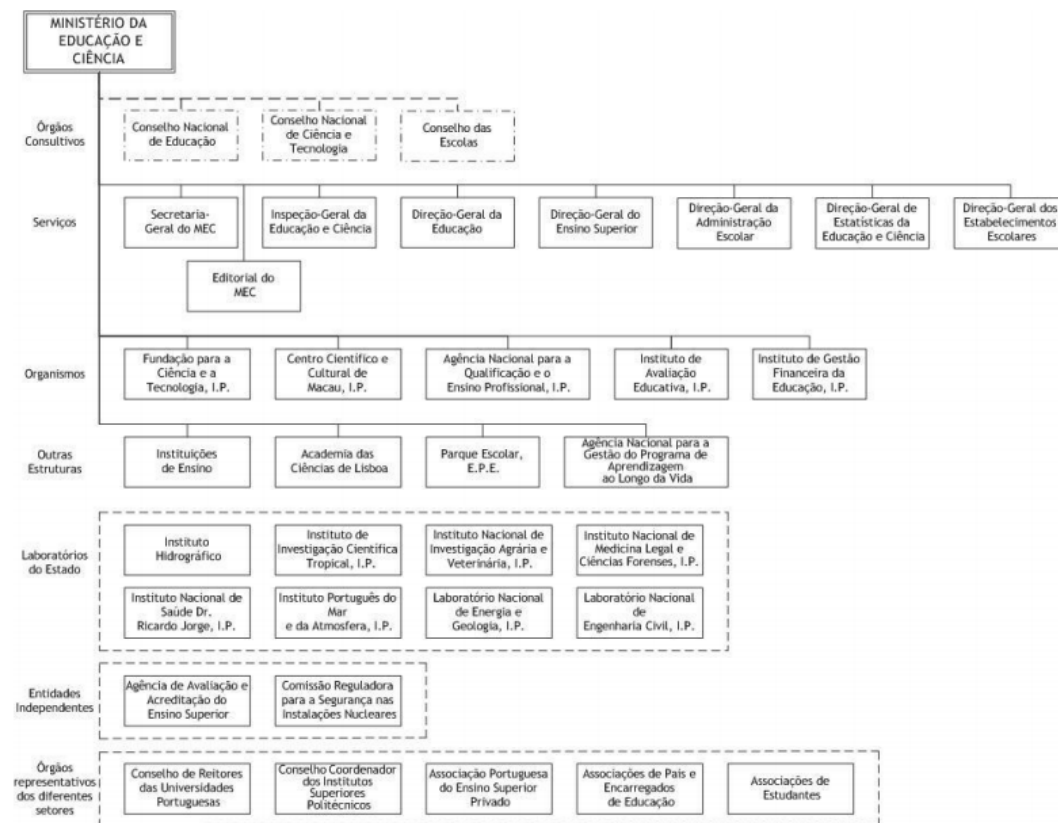 MINISTÉRIO DA
EDUCAÇÃO E
CIÊNCIA
Órgãos
Consultivos
Conselho Nacional
de Educação
Conselho Nacional
de Ciência e
Tecnologia
Conselho das
Escolas
Serviços
Secretaria-
Geral do MEC
Inspeção-Geral da
Educação e Ciência
Direção-Geral da
Educação
Direção-Geral do
Ensino Superior
Direção-Geral da
Administração
Escolar
Direção-Geral de
Estatísticas da
Educação e Ciência
Direção-Geral dos
Estabelecimentos
Escolares
Editorial do
MEC
Organismos
Fundação para a
Ciência e a
Tecnologia, I.P.
Centro Científico e
Cultural de
Macau, I.P.
Agência Nacional para a
Qualificação e o
Ensino Profissional, I.P.
Instituto de
Avaliação
Educativa, I.P.
Instituto de Gestão
Financeira da
Educação, I.P.
Outras
Estruturas
Instituições
de Ensino
Academia das
Ciências de Lisboa
Parque Escolar,
E.P.E.
Agência Nacional para a
Gestão do Programa de
Aprendizagem
ao Longo da Vida
Laboratórios
do Estado
Instituto
Hidrográfico
Instituto de
Investigação Científica
Tropical, I.P.
Instituto Nacional de
Investigação Agrária e
Veterinária, I.P.
Instituto Nacional de
Medicina Legal e
Ciências Forenses, I.P.
Instituto Nacional de
Saúde Dr.
Ricardo Jorge, I.P.
Instituto Português do
Mar
e da Atmosfera, I.P.
Laboratório Nacional
de Energia e
Geologia, I.P.
Laboratório Nacional
de
Engenharia Civil, I.P.
Entidades
Independentes
Agência de Avaliação e
Acreditação do
Ensino Superior
Comissão Reguladora
para a Segurança nas
Instalações Nucleares
Órgãos
representativos
dos diferentes
setores
Conselho de Reitores
das Universidades
Portuguesas
Conselho Coordenador
dos Institutos
Superiores
Politécnicos
Associação Portuguesa
do Ensino Superior
Privado
Associações de Pais e
Encarregados
de Educação
Associações de
Estudantes